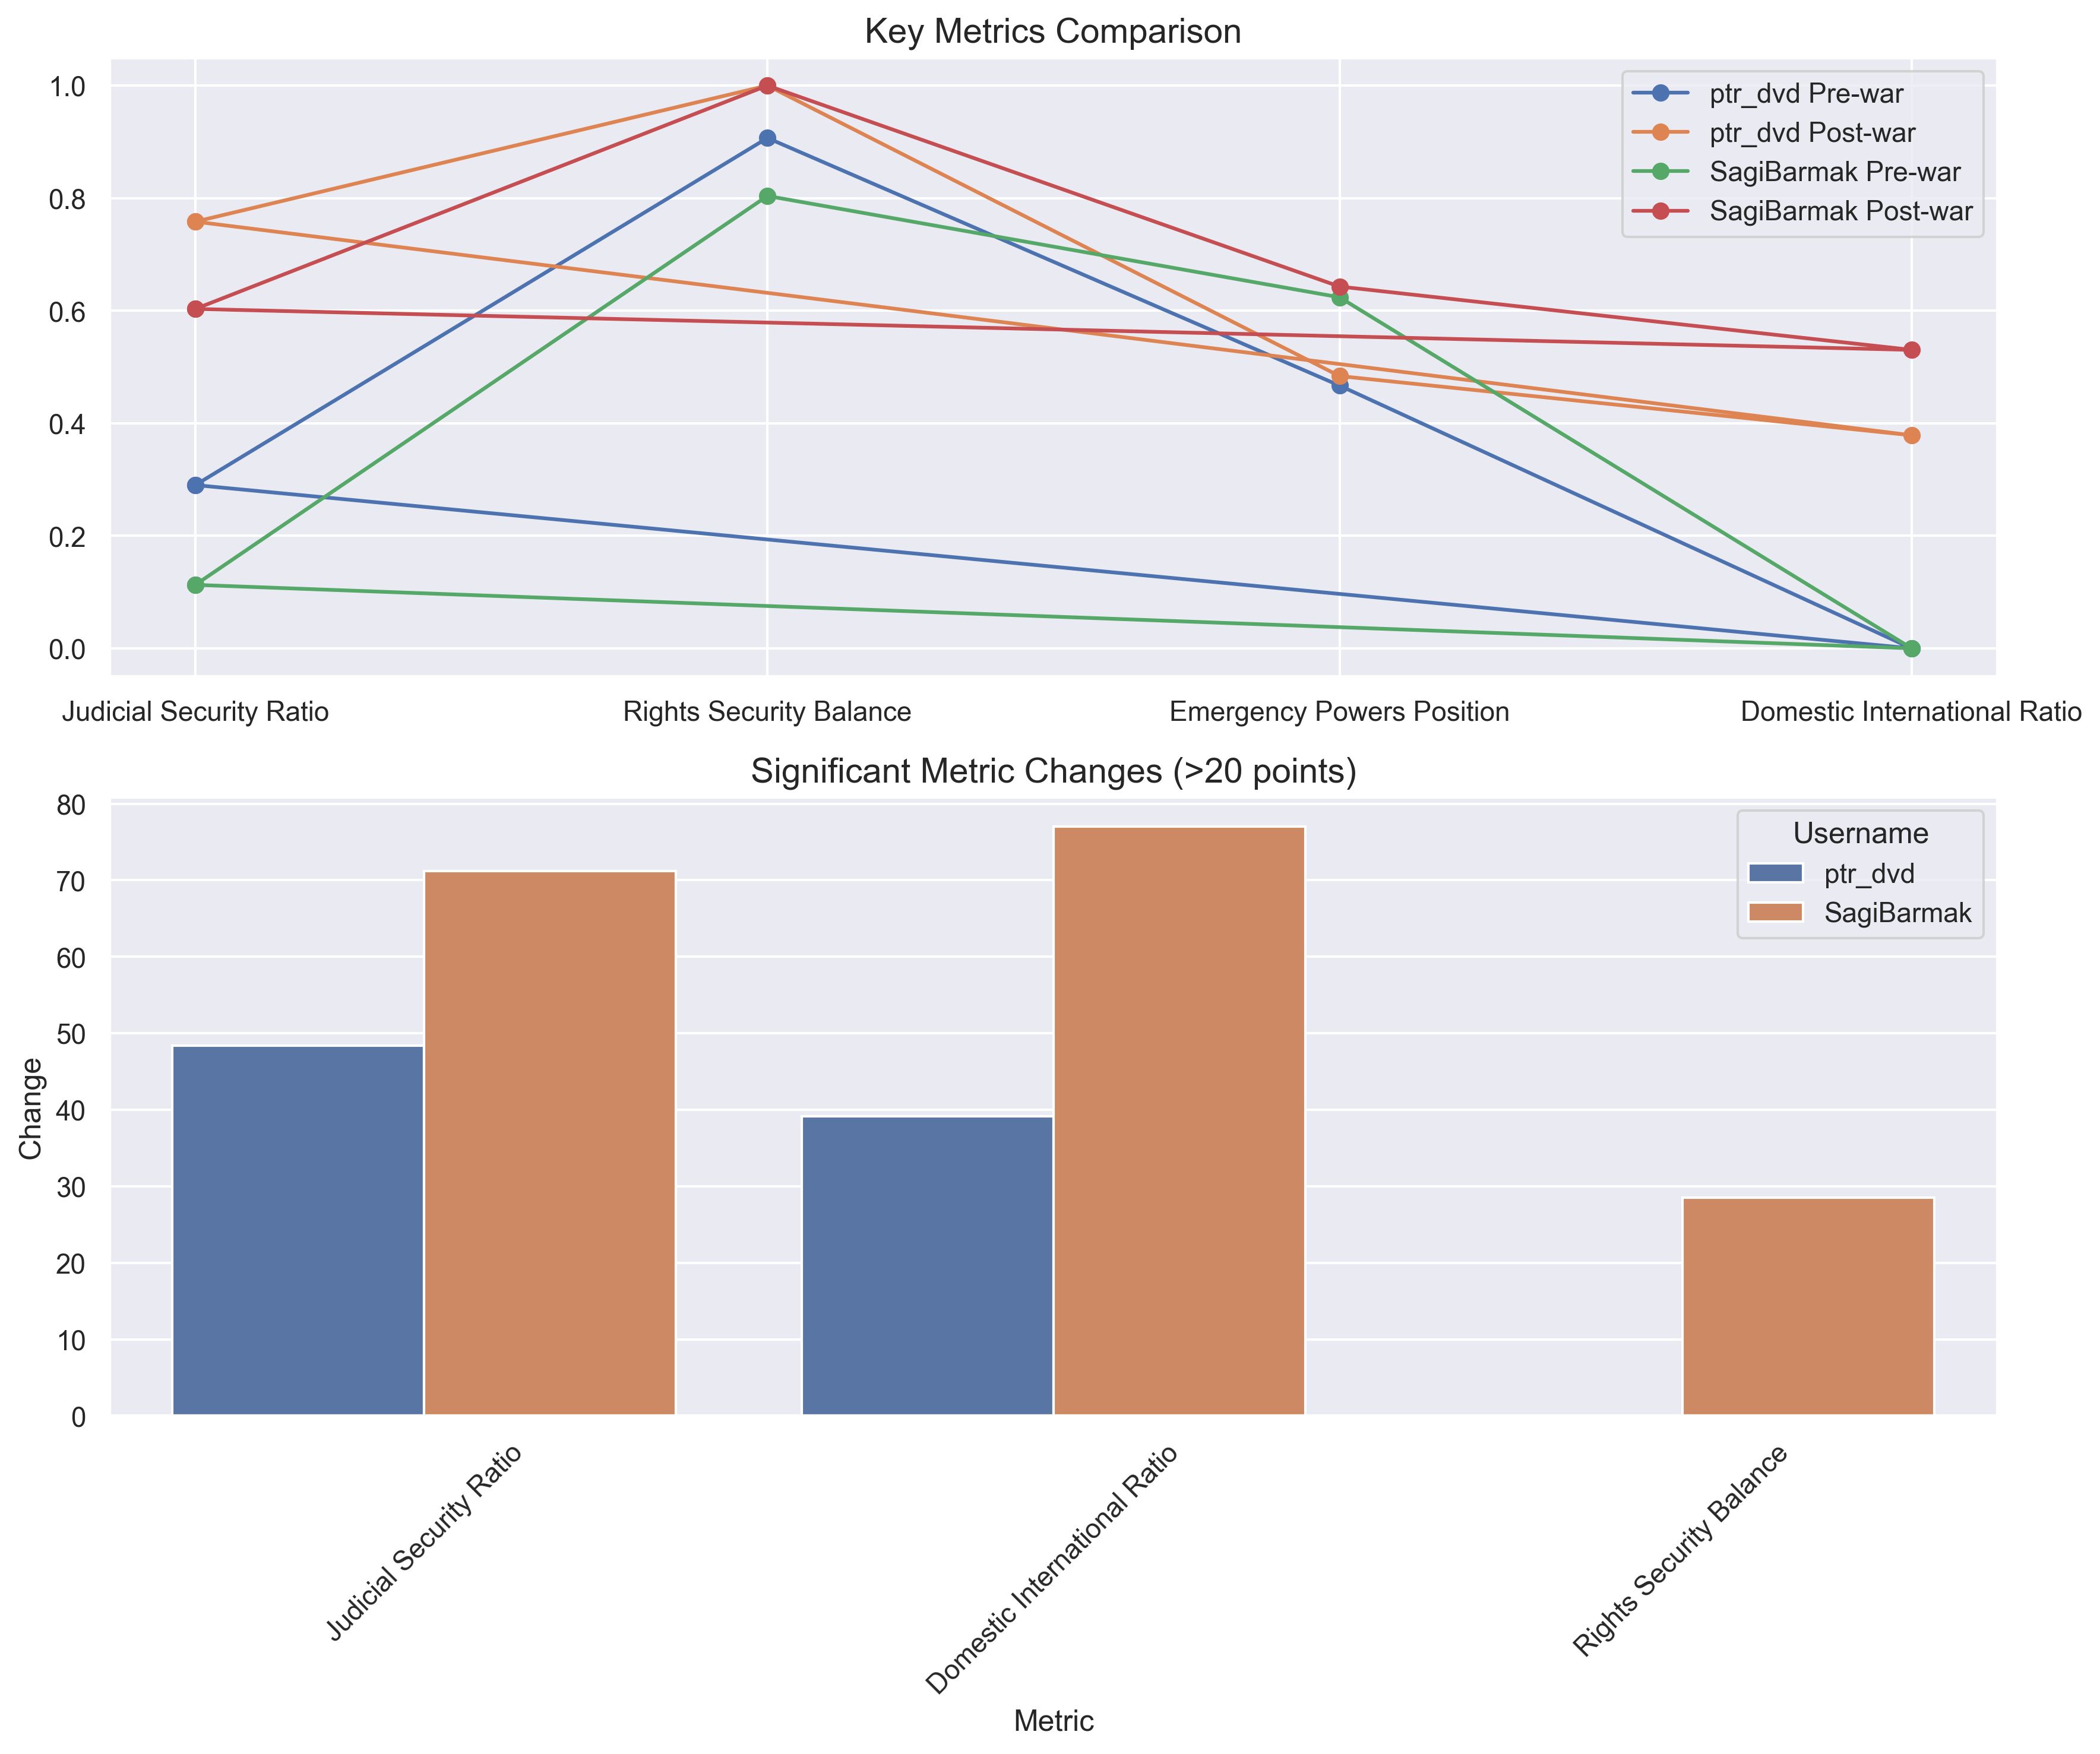 Key Metrics Comparison
1.0
0.8
0.6
0.4
0.2
0.0
ptr_dvd Pre-war
ptr_dvd Post-war
SagiBarmak Pre-war
SagiBarmak Post-war
Judicial Security Ratio
Rights Security Balance
Emergency Powers Position
Domestic International Ratio
Significant Metric Changes (>20 points)
80
70
60
50
40
30
20
10
0
Change
Username
ptr_dvd
SagiBarmak
Judicial Security Ratio
Domestic International Ratio
Rights Security Balance
Metric